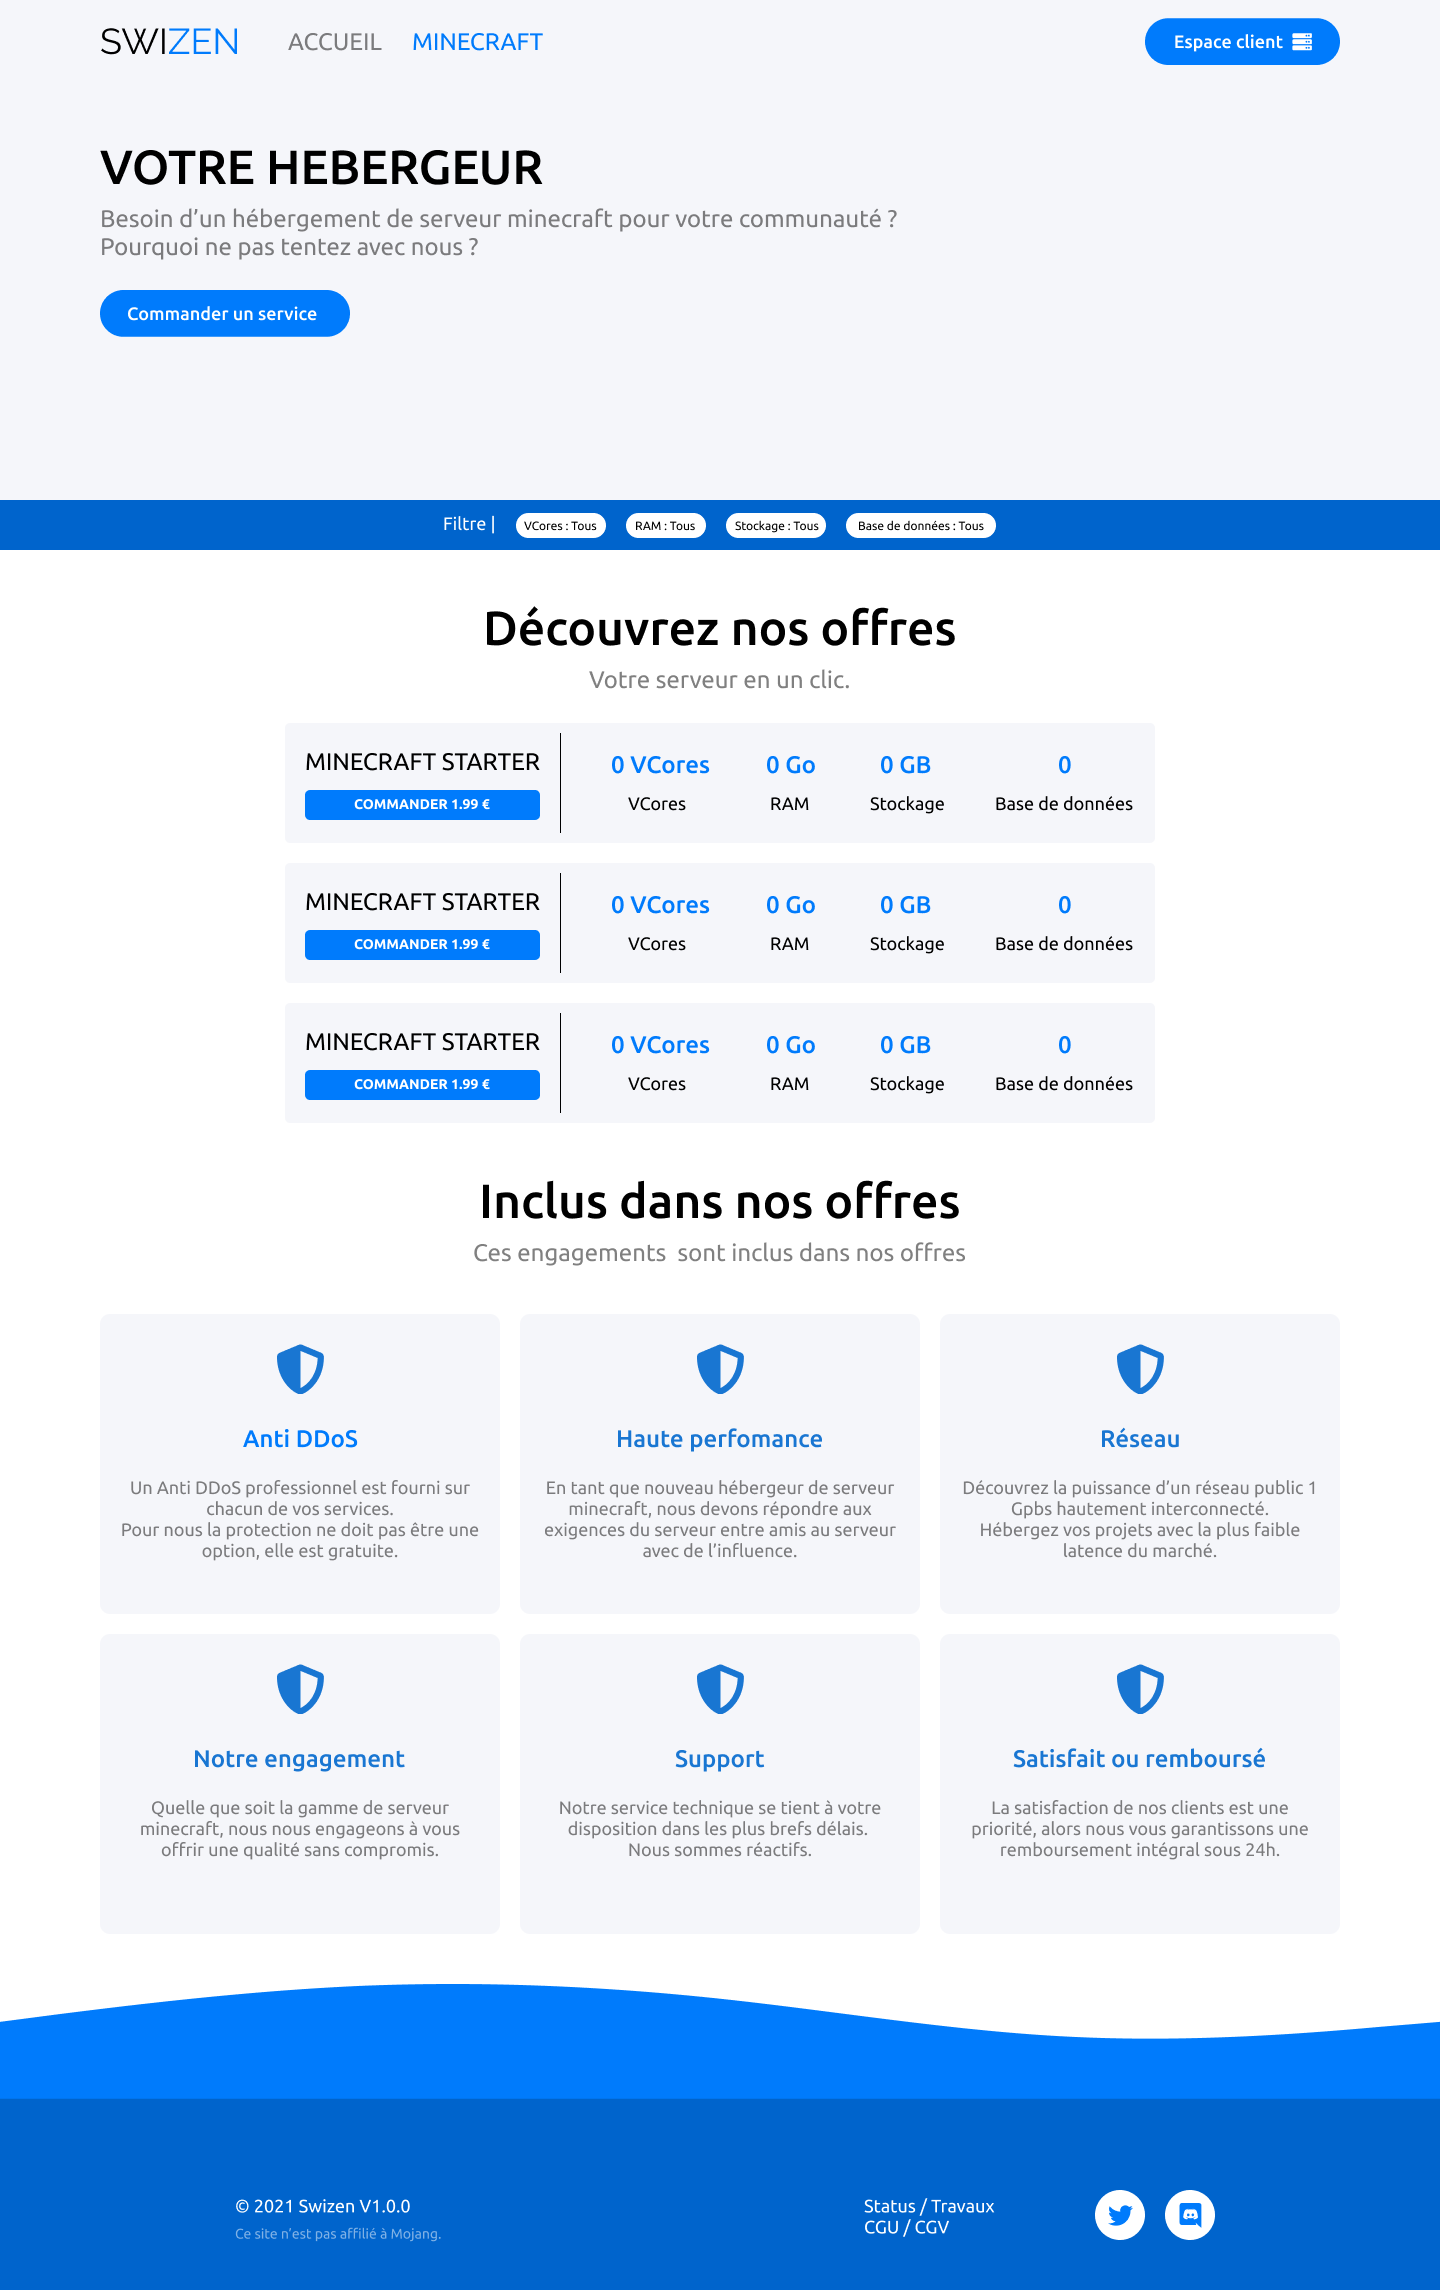 SWIZEN ACCUEIL MINECRAFT Espace client
VOTRE HEBERGEUR
Besoin d’un hébergement de serveur minecraft pour votre communauté ?
Pourquoi ne pas tentez avec nous ?
Commander un service
Filtre | VCores : Tous RAM : Tous Stockage : Tous Base de données : Tous
Découvrez nos offres
Votre serveur en un clic.
MINECRAFT STARTER
COMMANDER 1.99 €
0 VCores 0 Go 0 GB 0
VCores RAM Stockage Base de données
MINECRAFT STARTER
COMMANDER 1.99 €
0 VCores 0 Go 0 GB 0
VCores RAM Stockage Base de données
MINECRAFT STARTER
COMMANDER 1.99 €
0 VCores 0 Go 0 GB 0
VCores RAM Stockage Base de données
Inclus dans nos offres
Ces engagements  sont inclus dans nos offres
Anti DDoS
Un Anti DDoS professionnel est fourni sur
chacun de vos services.
Pour nous la protection ne doit pas être une
option, elle est gratuite.
Haute perfomance
En tant que nouveau hébergeur de serveur
minecraft, nous devons répondre aux
exigences du serveur entre amis au serveur
avec de l’influence.
Réseau
Découvrez la puissance d’un réseau public 1
Gpbs hautement interconnecté.
Hébergez vos projets avec la plus faible
latence du marché.
Notre engagement
Quelle que soit la gamme de serveur
minecraft, nous nous engageons à vous
offrir une qualité sans compromis.
Support
Notre service technique se tient à votre
disposition dans les plus brefs délais.
Nous sommes réactifs.
Satisfait ou remboursé
La satisfaction de nos clients est une
priorité, alors nous vous garantissons une
remboursement intégral sous 24h.
© 2021 Swizen V1.0.0
Ce site n’est pas affilié à Mojang.
Status / Travaux
CGU / CGV